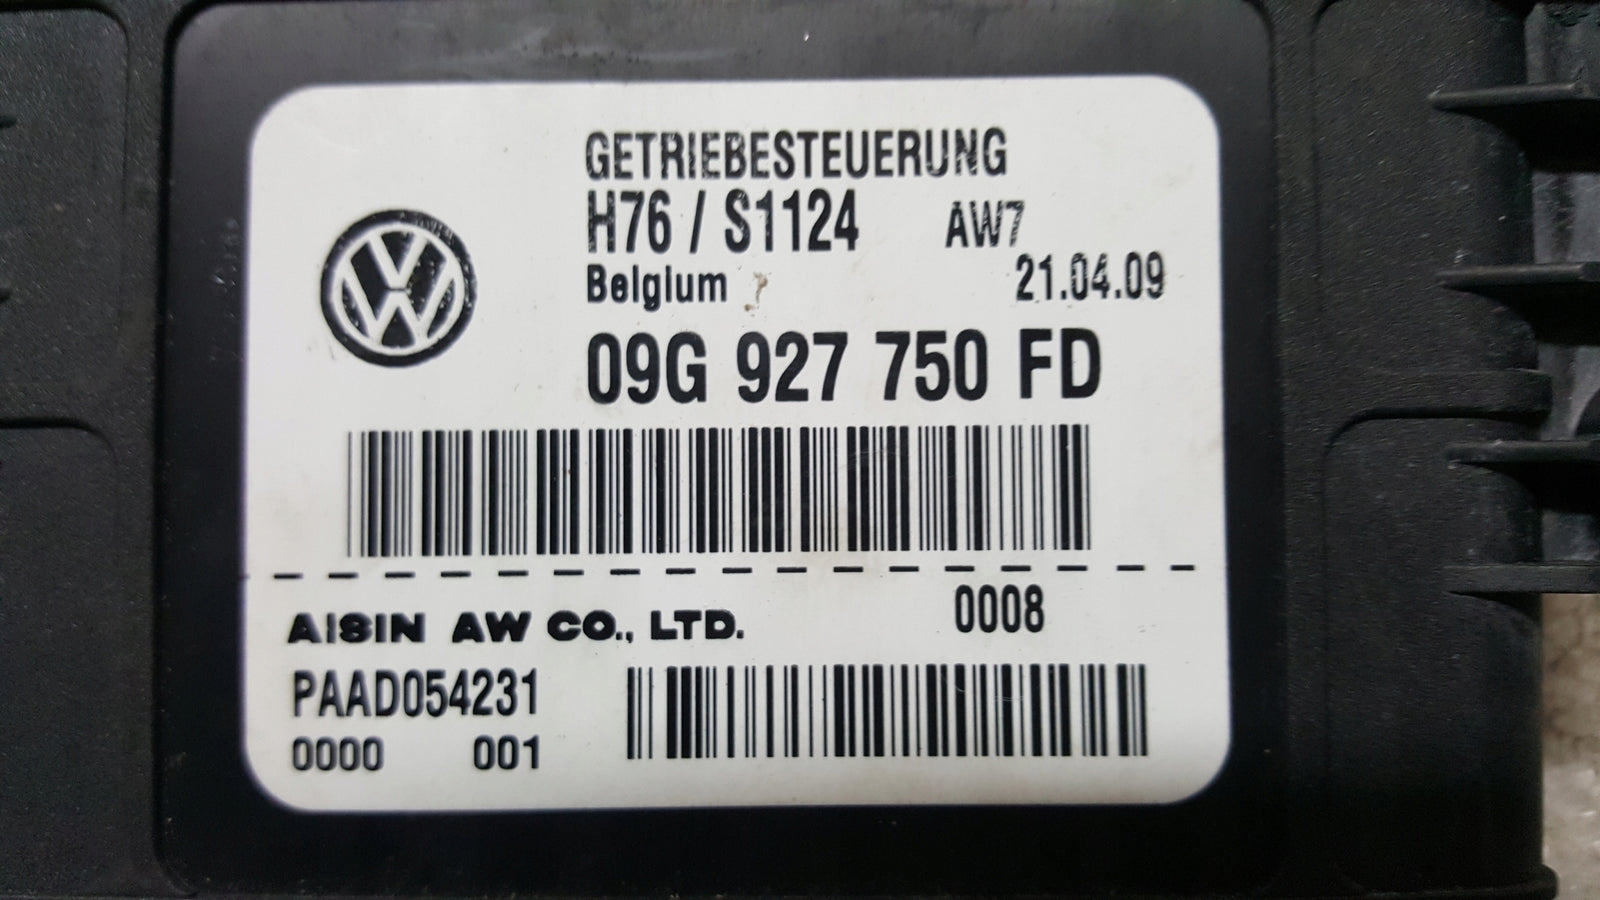 GETRIEBESTEUERUNG
H76 / S1124 AW7
Belgium 21.04.09
09G 927 750 FD
AISIN AW CO., LTD. 0008
PAAD054231
0000 001